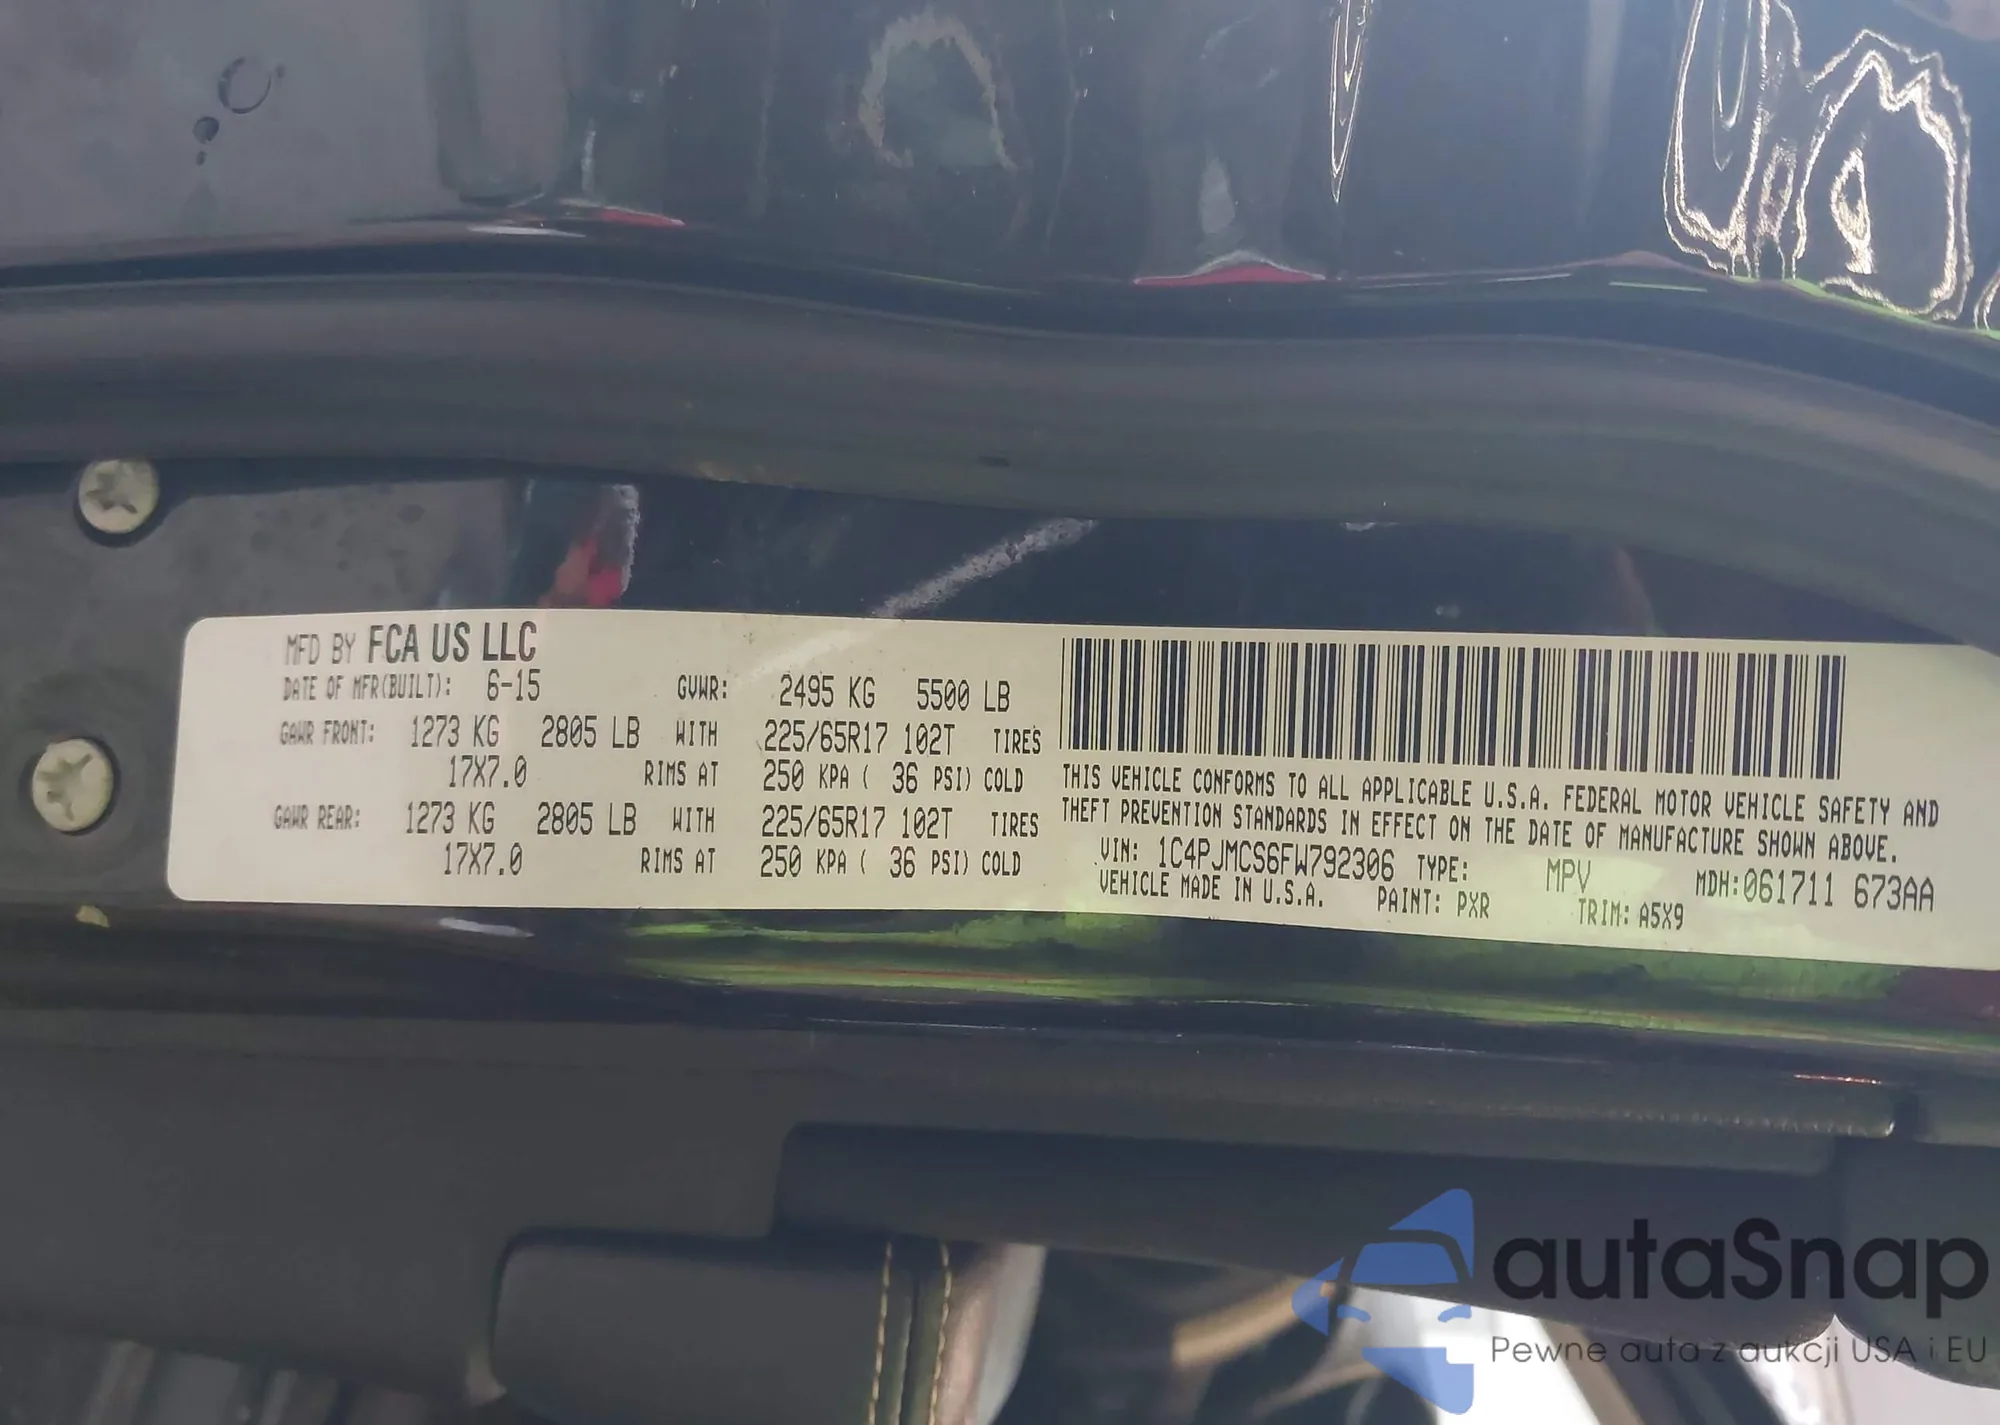 MFD BY FCA US LLC
DATE OF MFR(BUILT): 6-15 GVWR: 2495 KG 5500 LB
GAWR FRONT: 1273 KG 2805 LB WITH 225/65R17 102T TIRES
17X7.0 RIMS AT 250 KPA ( 36 PSI) COLD
GAWR REAR: 1273 KG 2805 LB WITH 225/65R17 102T TIRES
17X7.0 RIMS AT 250 KPA ( 36 PSI) COLD
THIS VEHICLE CONFORMS TO ALL APPLICABLE U.S.A. FEDERAL MOTOR VEHICLE SAFETY AND
THEFT PREVENTION STANDARDS IN EFFECT ON THE DATE OF MANUFACTURE SHOWN ABOVE.
VIN: 1C4PJMCS6FW792306 TYPE: MPV MDH:061711 673AA
VEHICLE MADE IN U.S.A. PAINT: PXR TRIM: A5X9
autaSnap
Pewne auta z aukcji USA i EU